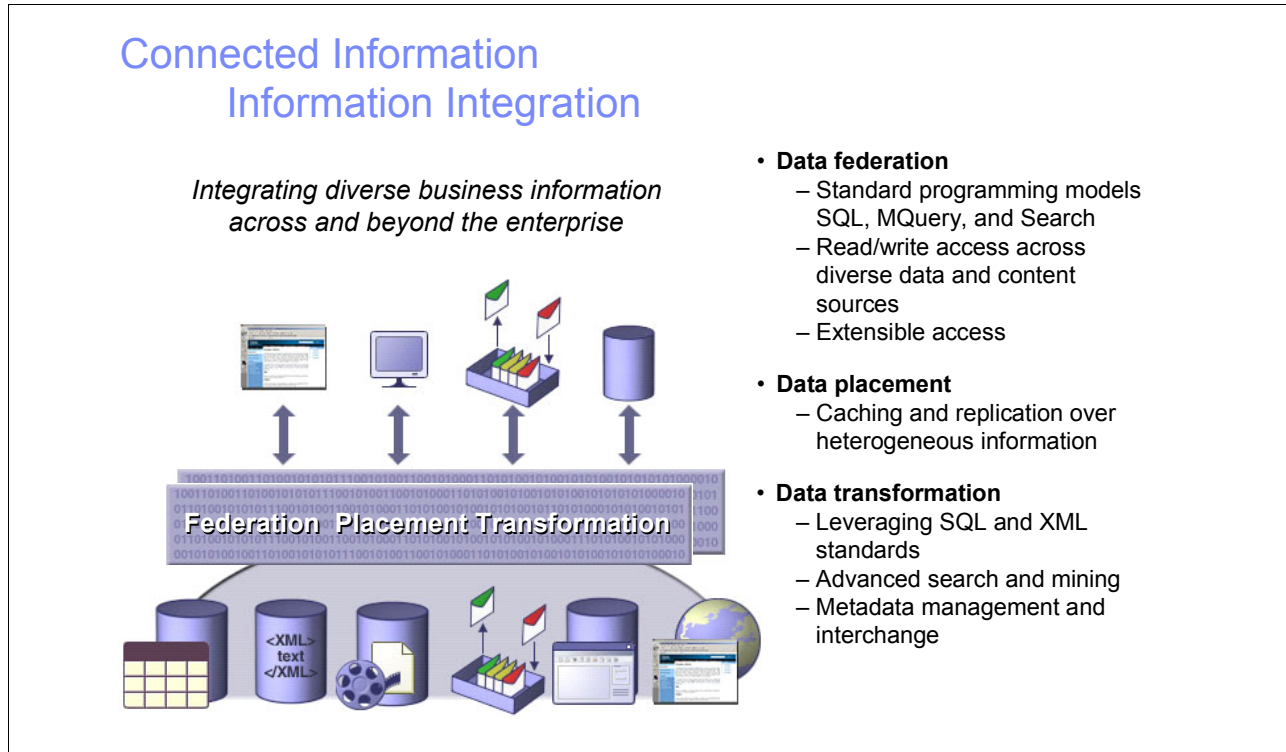 Connected Information
Information Integration
Integrating diverse business information
across and beyond the enterprise
Federation Placement Transformation
<XML>
text
</XML>
• Data federation
– Standard programming models
SQL, MQuery, and Search
– Read/write access across
diverse data and content
sources
– Extensible access
• Data placement
– Caching and replication over
heterogeneous information
• Data transformation
– Leveraging SQL and XML
standards
– Advanced search and mining
– Metadata management and
interchange